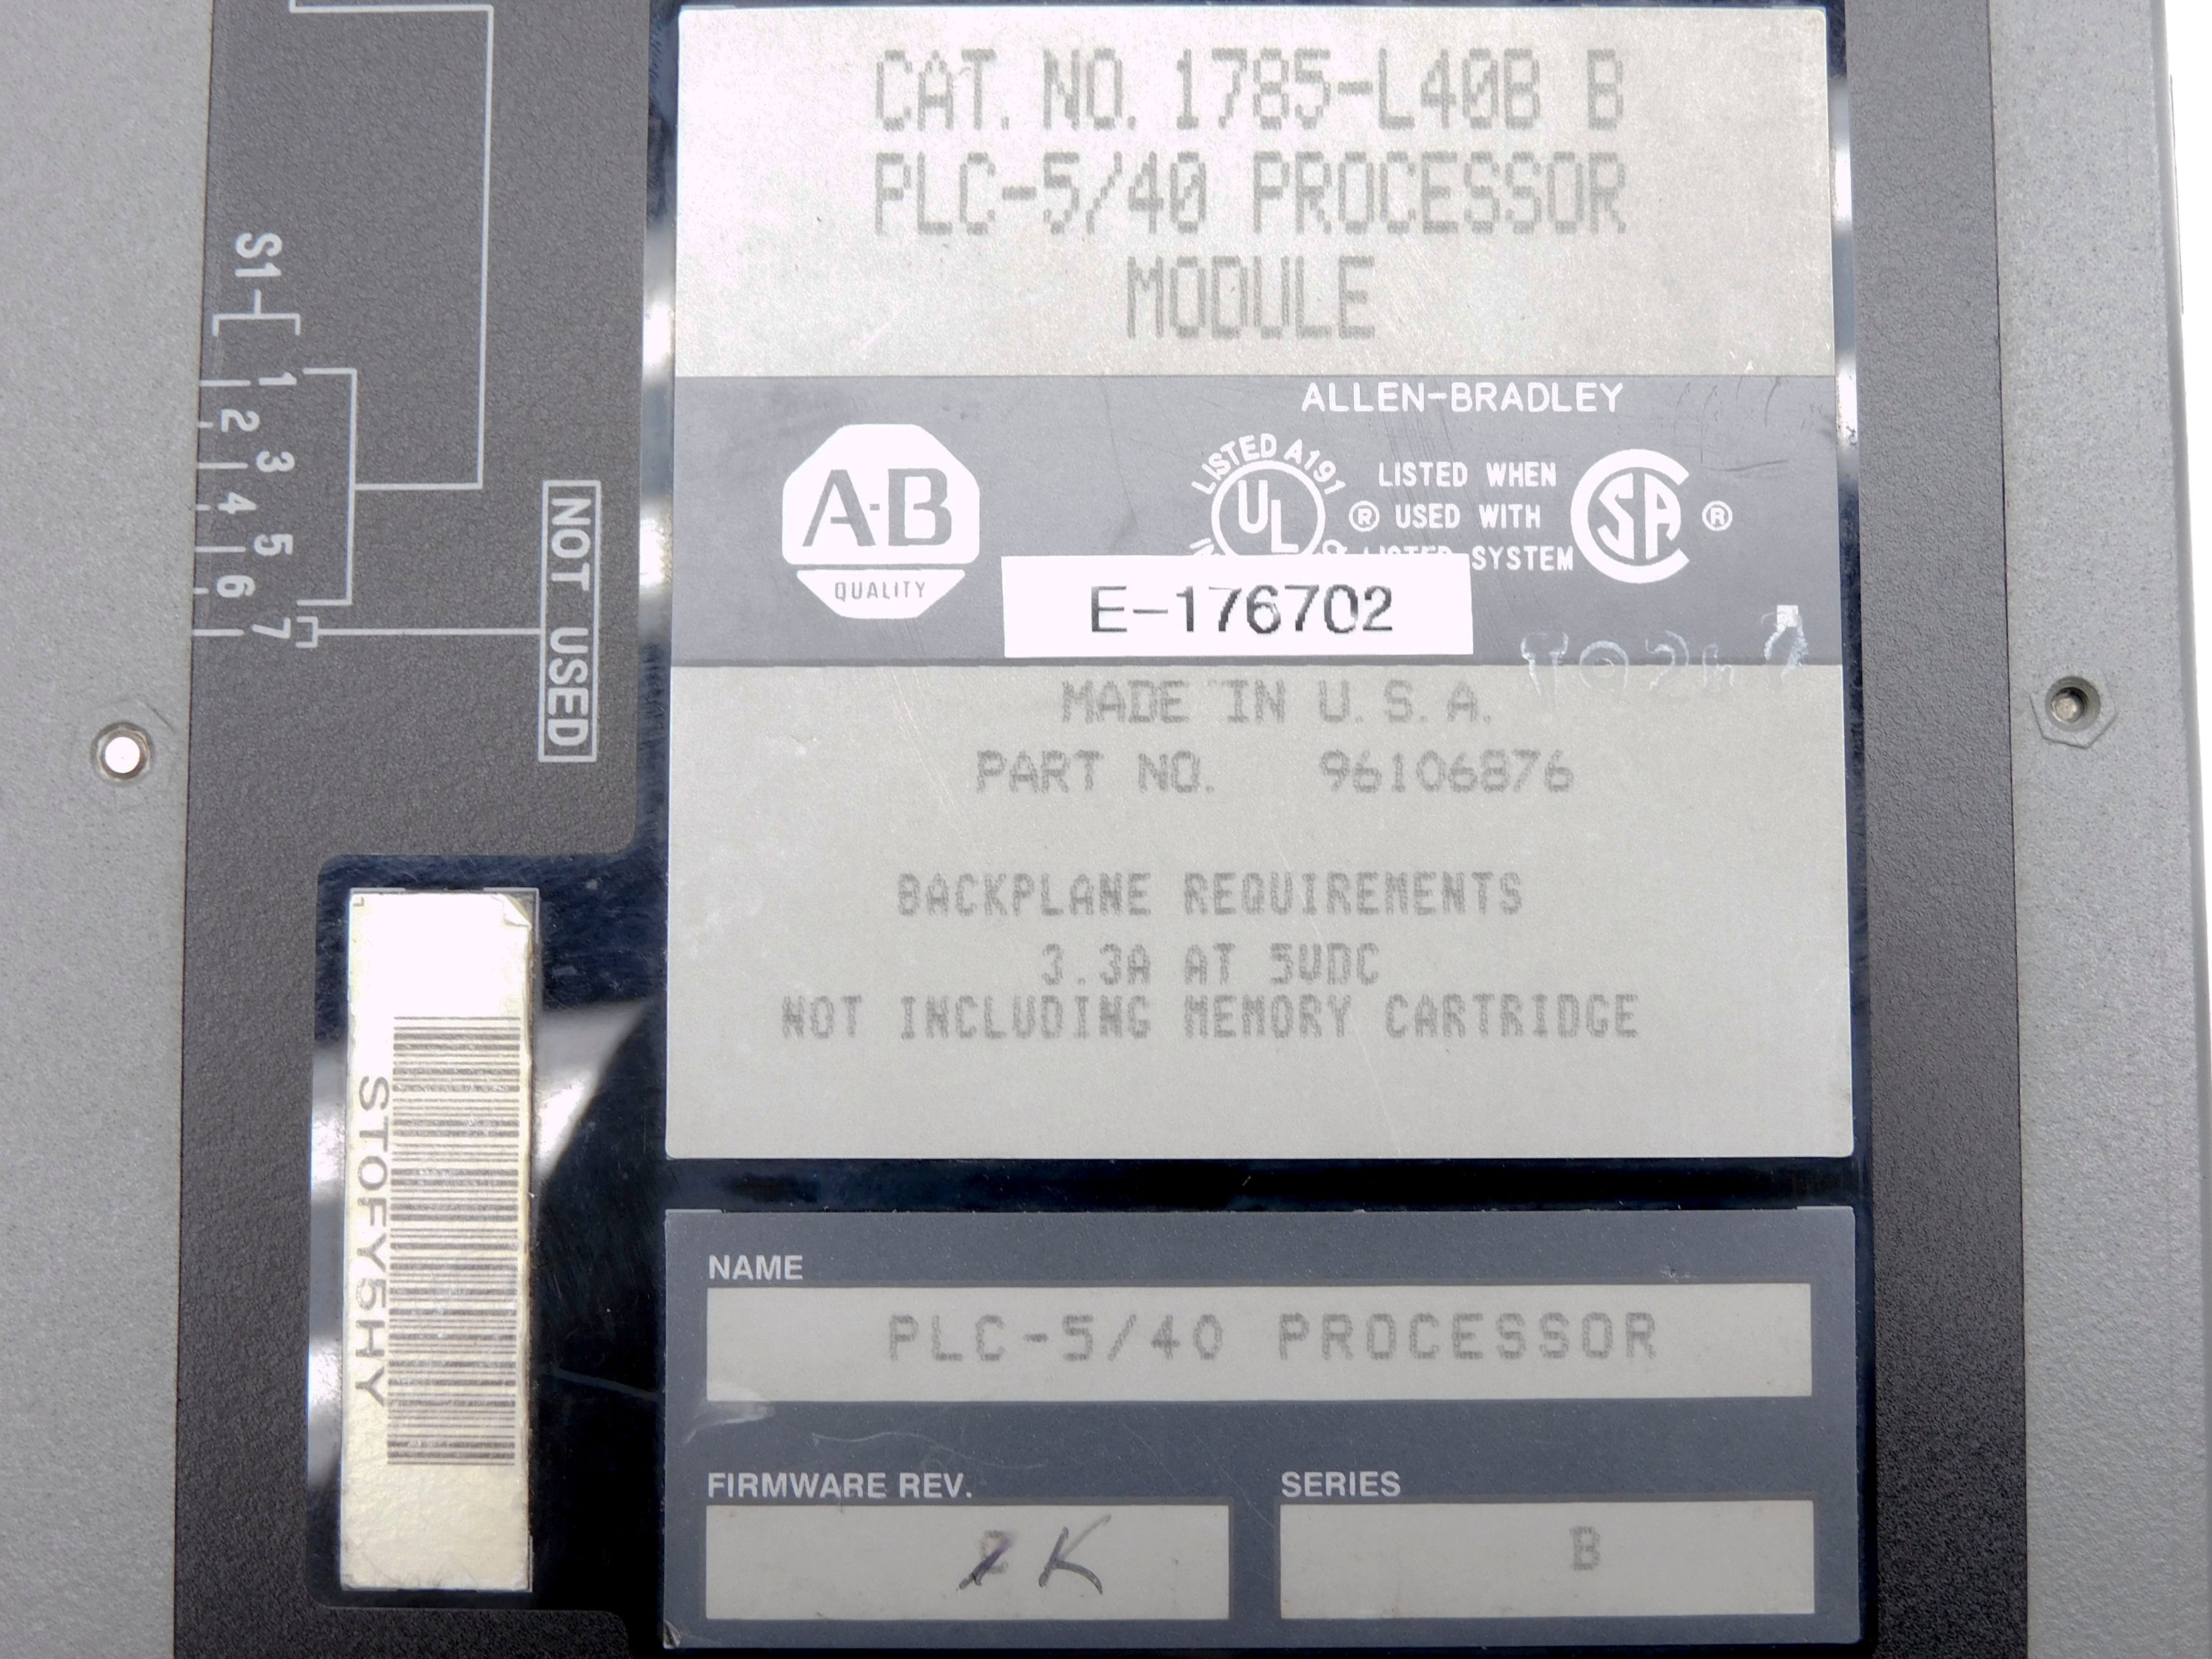 CAT. NO. 1785-L40B B
PLC-5/40 PROCESSOR
MODULE
ALLEN-BRADLEY
A-B
QUALITY
LISTED A191
UL
®
LISTED WHEN
USED WITH
LISTED SYSTEM
SA
®
E-176702
MADE IN U.S.A.
PART NO. 96106876
BACKPLANE REQUIREMENTS
3.3A AT 5VDC
NOT INCLUDING MEMORY CARTRIDGE
NAME
PLC-5/40 PROCESSOR
FIRMWARE REV.
K
SERIES
B
S1
1
2
3
4
5
6
7
NOT USED
STOFY5HY